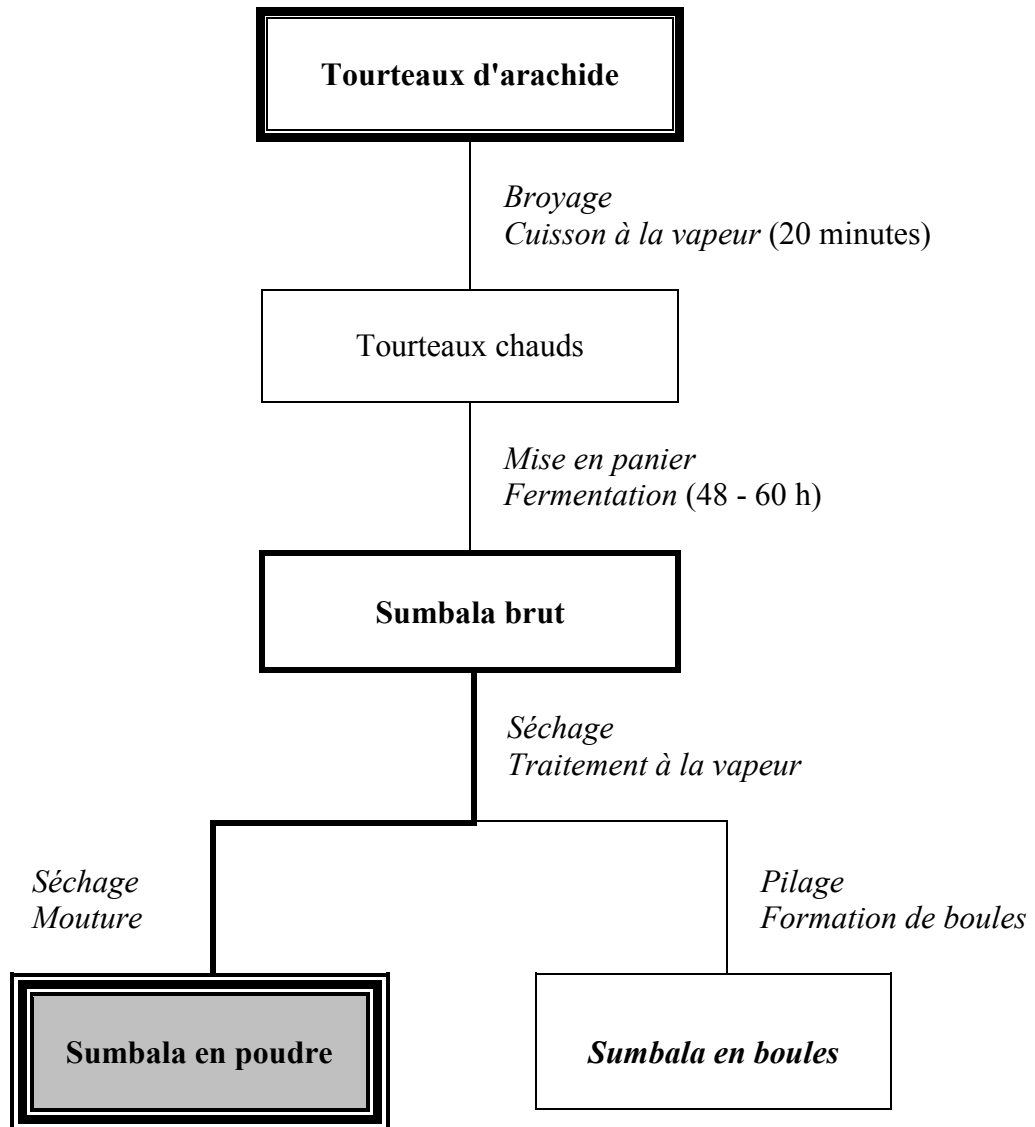 Tourteaux d'arachide
Broyage
Cuisson à la vapeur (20 minutes)
Tourteaux chauds
Mise en panier
Fermentation (48 - 60 h)
Sumbala brut
Séchage
Traitement à la vapeur
Séchage
Mouture
Pilage
Formation de boules
Sumbala en poudre
Sumbala en boules